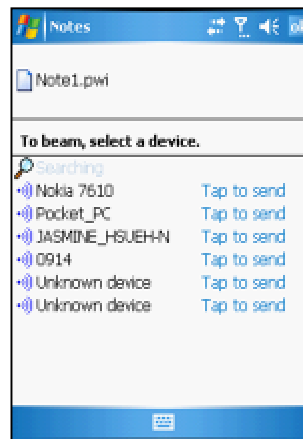 Notes
ok
Note1.pwi
To beam, select a device.
Searching
Nokia 7610 Tap to send
Pocket_PC Tap to send
JASMINE_HSUEH-N Tap to send
0914 Tap to send
Unknown device Tap to send
Unknown device Tap to send